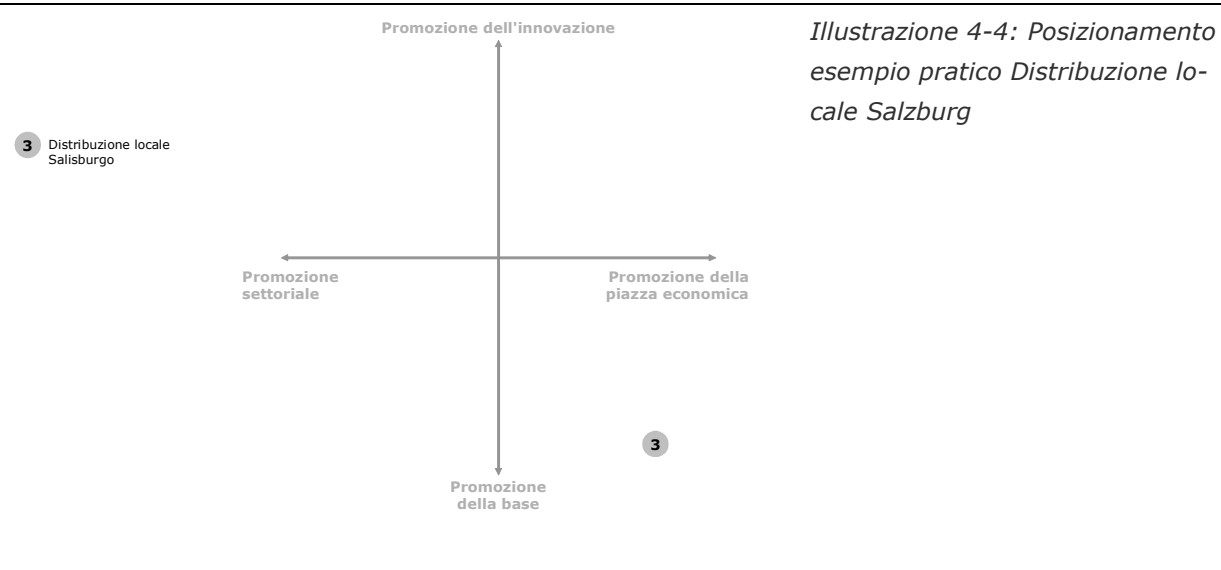 Promozione dell'innovazione
3 Distribuzione locale
Salisburgo
Promozione
settoriale
Promozione della
piazza economica
3
Promozione
della base
Illustrazione 4-4: Posizionamento
esempio pratico Distribuzione lo-
cale Salzburg